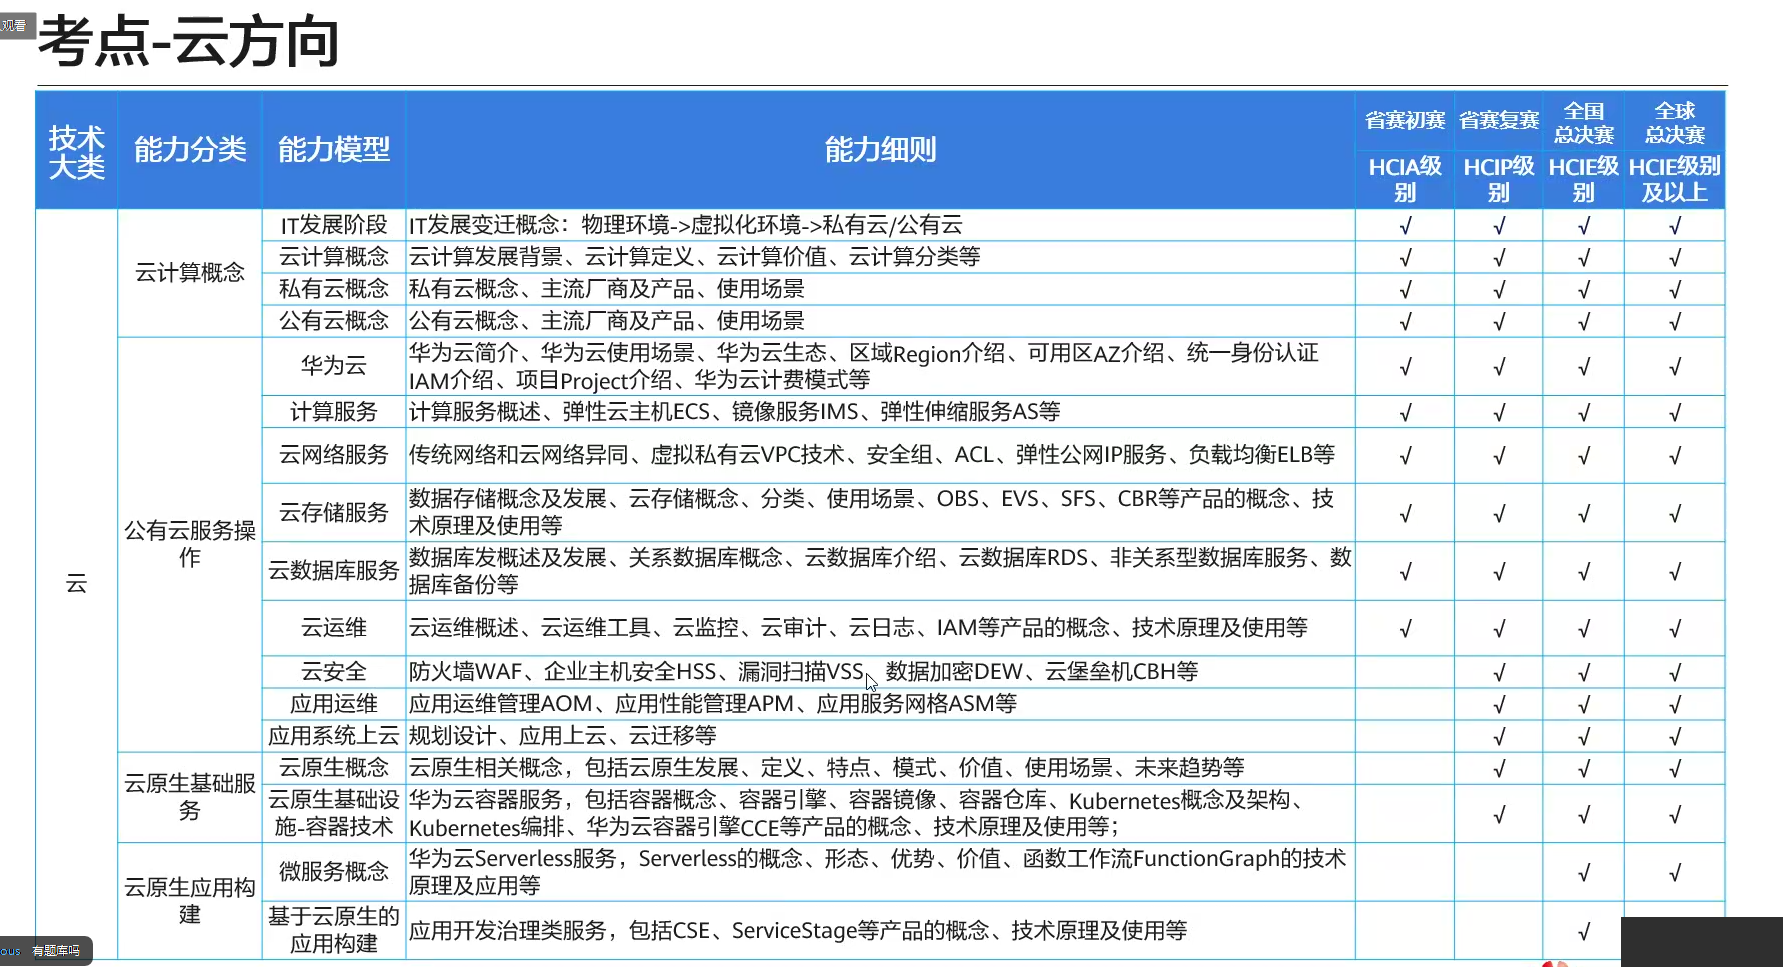 观看
考点-云方向
技术
大类
能力分类
能力模型
能力细则
省赛初赛
省赛复赛
全国
总决赛
全球
总决赛
HCIA级
别
HCIP级
别
HCIE级
别
HCIE级别
及以上
云
云计算概念
IT发展阶段
IT发展变迁概念：物理环境->虚拟化环境->私有云/公有云
√ √ √ √
云计算概念
云计算发展背景、云计算定义、云计算价值、云计算分类等
√ √ √ √
私有云概念
私有云概念、主流厂商及产品、使用场景
√ √ √ √
公有云概念
公有云概念、主流厂商及产品、使用场景
√ √ √ √
公有云服务操
作
华为云
华为云简介、华为云使用场景、华为云生态、区域Region介绍、可用区AZ介绍、统一身份认证
IAM介绍、项目Project介绍、华为云计费模式等
√ √ √ √
计算服务
计算服务概述、弹性云主机ECS、镜像服务IMS、弹性伸缩服务AS等
√ √ √ √
云网络服务
传统网络和云网络异同、虚拟私有云VPC技术、安全组、ACL、弹性公网IP服务、负载均衡ELB等
√ √ √ √
云存储服务
数据存储概念及发展、云存储概念、分类、使用场景、OBS、EVS、SFS、CBR等产品的概念、技
术原理及使用等
√ √ √ √
云数据库服务
数据库发概述及发展、关系数据库概念、云数据库介绍、云数据库RDS、非关系型数据库服务、数
据库备份等
√ √ √ √
云运维
云运维概述、云运维工具、云监控、云审计、云日志、IAM等产品的概念、技术原理及使用等
√ √ √ √
云安全
防火墙WAF、企业主机安全HSS、漏洞扫描VSS、数据加密DEW、云堡垒机CBH等
√ √ √
应用运维
应用运维管理AOM、应用性能管理APM、应用服务网格ASM等
√ √ √
应用系统上云
规划设计、应用上云、云迁移等
√ √ √
云原生基础服
务
云原生概念
云原生相关概念，包括云原生发展、定义、特点、模式、价值、使用场景、未来趋势等
√ √ √
云原生基础设
施-容器技术
华为云容器服务，包括容器概念、容器引擎、容器镜像、容器仓库、Kubernetes概念及架构、
Kubernetes编排、华为云容器引擎CCE等产品的概念、技术原理及使用等；
√ √ √
云原生应用构
建
微服务概念
华为云Serverless服务，Serverless的概念、形态、优势、价值、函数工作流FunctionGraph的技术
原理及应用等
√ √
基于云原生的
应用构建
应用开发治理类服务，包括CSE、ServiceStage等产品的概念、技术原理及使用等
√
ous 有题库吗